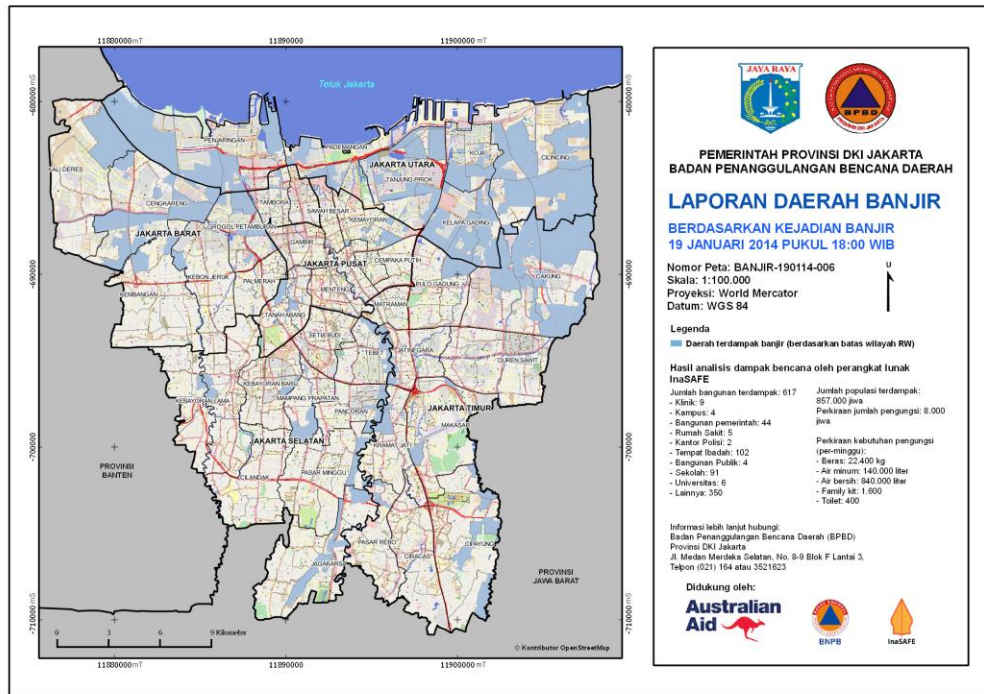 11880000 mT
11890000
11900000 mT
Teluk Jakarta
-680000 mS
-680000 mS
PENJARINGAN
PADEMANGAN
KOJA
CILINCING
JAKARTA UTARA
TANJUNG PRIOK
KALI DERES
CENGKARENG
TAMBORA
SAWAH BESAR
KEMAYORAN
KELAPA GADING
JAKARTA BARAT
GROGOL PETAMBURAN
GAMBIR
CEMPAKA PUTIH
JAKARTA PUSAT
CAKUNG
-690000
-690000
KEBON JERUK
PALMERAH
PULO GADUNG
KEMBANGAN
MENTENG
MATRAMAN
TANAH ABANG
SETIA BUDI
TEBET
JATINEGARA
DUREN SAWIT
KEBAYORAN BARU
MAMPANG PRAPATAN
KEBAYORAN LAMA
PANCORAN
JAKARTA TIMUR
MAKASAR
JAKARTA SELATAN
KRAMAT JATI
-700000
-700000
PROVINSI
BANTEN
PASAR MINGGU
CILANDAK
PASAR REBO
CIPAYUNG
CIRACAS
JAGAKARSA
PROVINSI
JAWA BARAT
-710000 mS
-710000 mS
0 3 6 9 Kilometer
© Kontributor OpenStreetMap
11880000 mT
11890000
11900000 mT
JAYA RAYA
BPBD
PROVINSI DKI JAKARTA
PEMERINTAH PROVINSI DKI JAKARTA
BADAN PENANGGULANGAN BENCANA DAERAH
LAPORAN DAERAH BANJIR
BERDASARKAN KEJADIAN BANJIR
19 JANUARI 2014 PUKUL 18:00 WIB
Nomor Peta: BANJIR-190114-006
Skala: 1:100.000
Proyeksi: World Mercator
Datum: WGS 84
U
Legenda
Daerah terdampak banjir (berdasarkan batas wilayah RW)
Hasil analisis dampak bencana oleh perangkat lunak
InaSAFE
Jumlah bangunan terdampak: 617
- Klinik: 9
- Kampus: 4
- Bangunan pemerintah: 44
- Rumah Sakit: 5
- Kantor Polisi: 2
- Tempat Ibadah: 102
- Bangunan Publik: 4
- Sekolah: 91
- Universitas: 6
- Lainnya: 350
Jumlah populasi terdampak:
857.000 jiwa
Perkiraan jumlah pengungsi: 8.000
jiwa
Perkiraan kebutuhan pengungsi
(per-minggu):
- Beras: 22.400 kg
- Air minum: 140.000 liter
- Air bersih: 840.000 liter
- Family kit: 1.600
- Toilet: 400
Informasi lebih lanjut hubungi:
Badan Penanggulangan Bencana Daerah (BPBD)
Provinsi DKI Jakarta
Jl. Medan Merdeka Selatan, No. 8-9 Blok F Lantai 3,
Telpon (021) 164 atau 3521623
Didukung oleh:
Australian
Aid
BNPB
InaSAFE